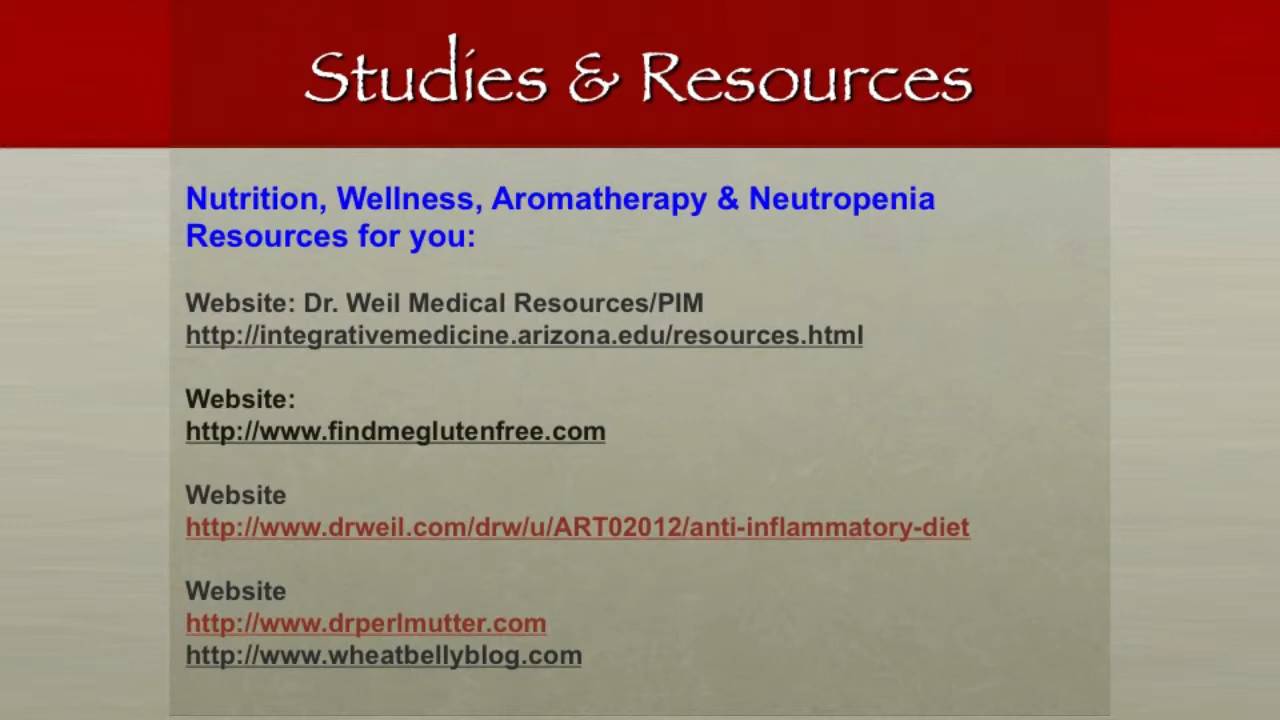 Studies & Resources
Nutrition, Wellness, Aromatherapy & Neutropenia
Resources for you:
Website: Dr. Weil Medical Resources/PIM
http://integrativemedicine.arizona.edu/resources.html
Website:
http://www.findmeglutenfree.com
Website
http://www.drweil.com/drw/u/ART02012/anti-inflammatory-diet
Website
http://www.drperlmutter.com
http://www.wheatbellyblog.com